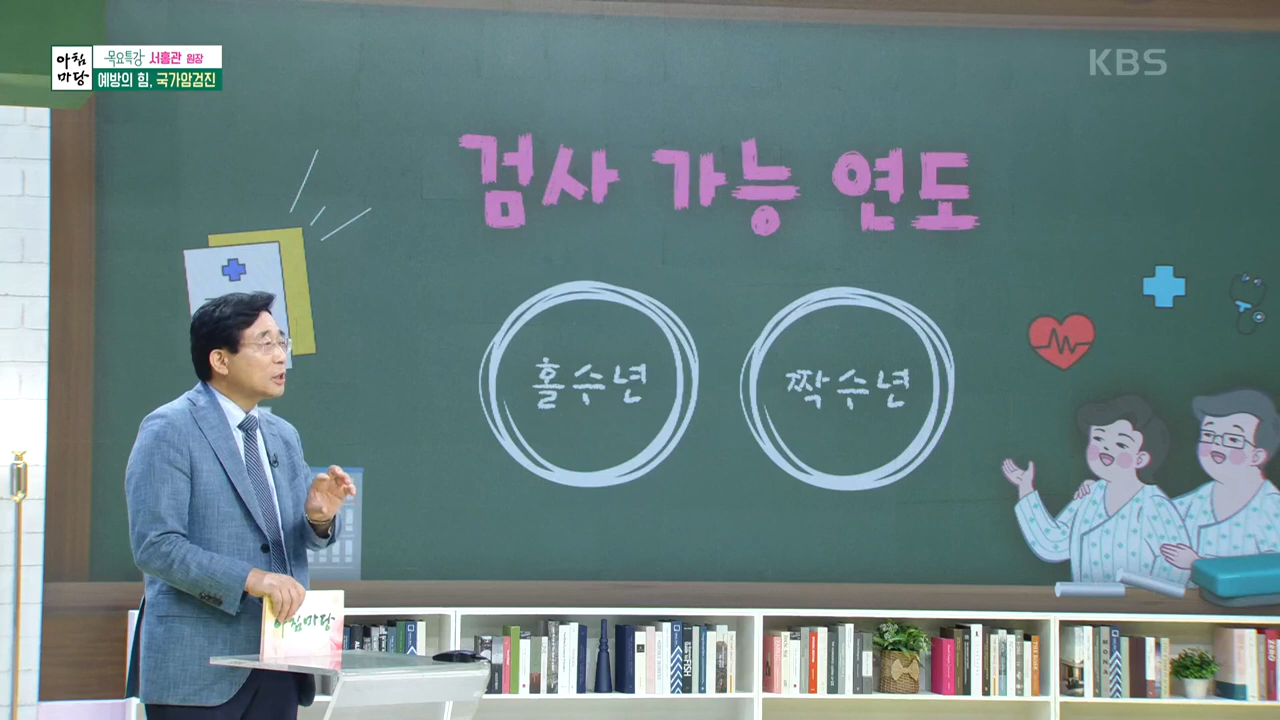 아침
마당
목요특강 서홍관 원장
예방의 힘, 국가암검진
KBS
검사 가능 연도
홀수년
짝수년
아침마당